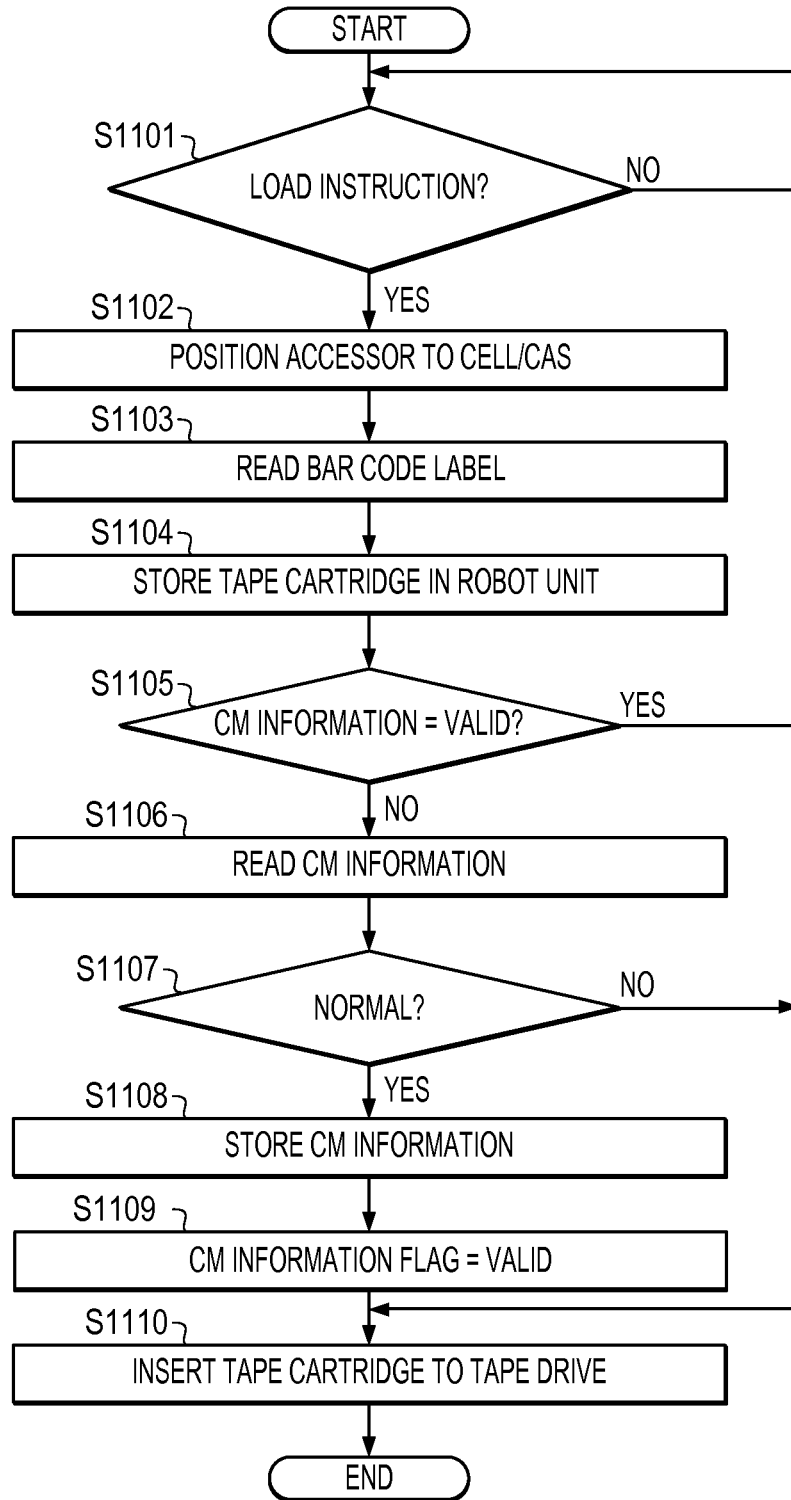 START
S1101
LOAD INSTRUCTION?
NO
YES
S1102
POSITION ACCESSOR TO CELL/CAS
S1103
READ BAR CODE LABEL
S1104
STORE TAPE CARTRIDGE IN ROBOT UNIT
S1105
CM INFORMATION = VALID?
YES
NO
S1106
READ CM INFORMATION
S1107
NORMAL?
NO
YES
S1108
STORE CM INFORMATION
S1109
CM INFORMATION FLAG = VALID
S1110
INSERT TAPE CARTRIDGE TO TAPE DRIVE
END